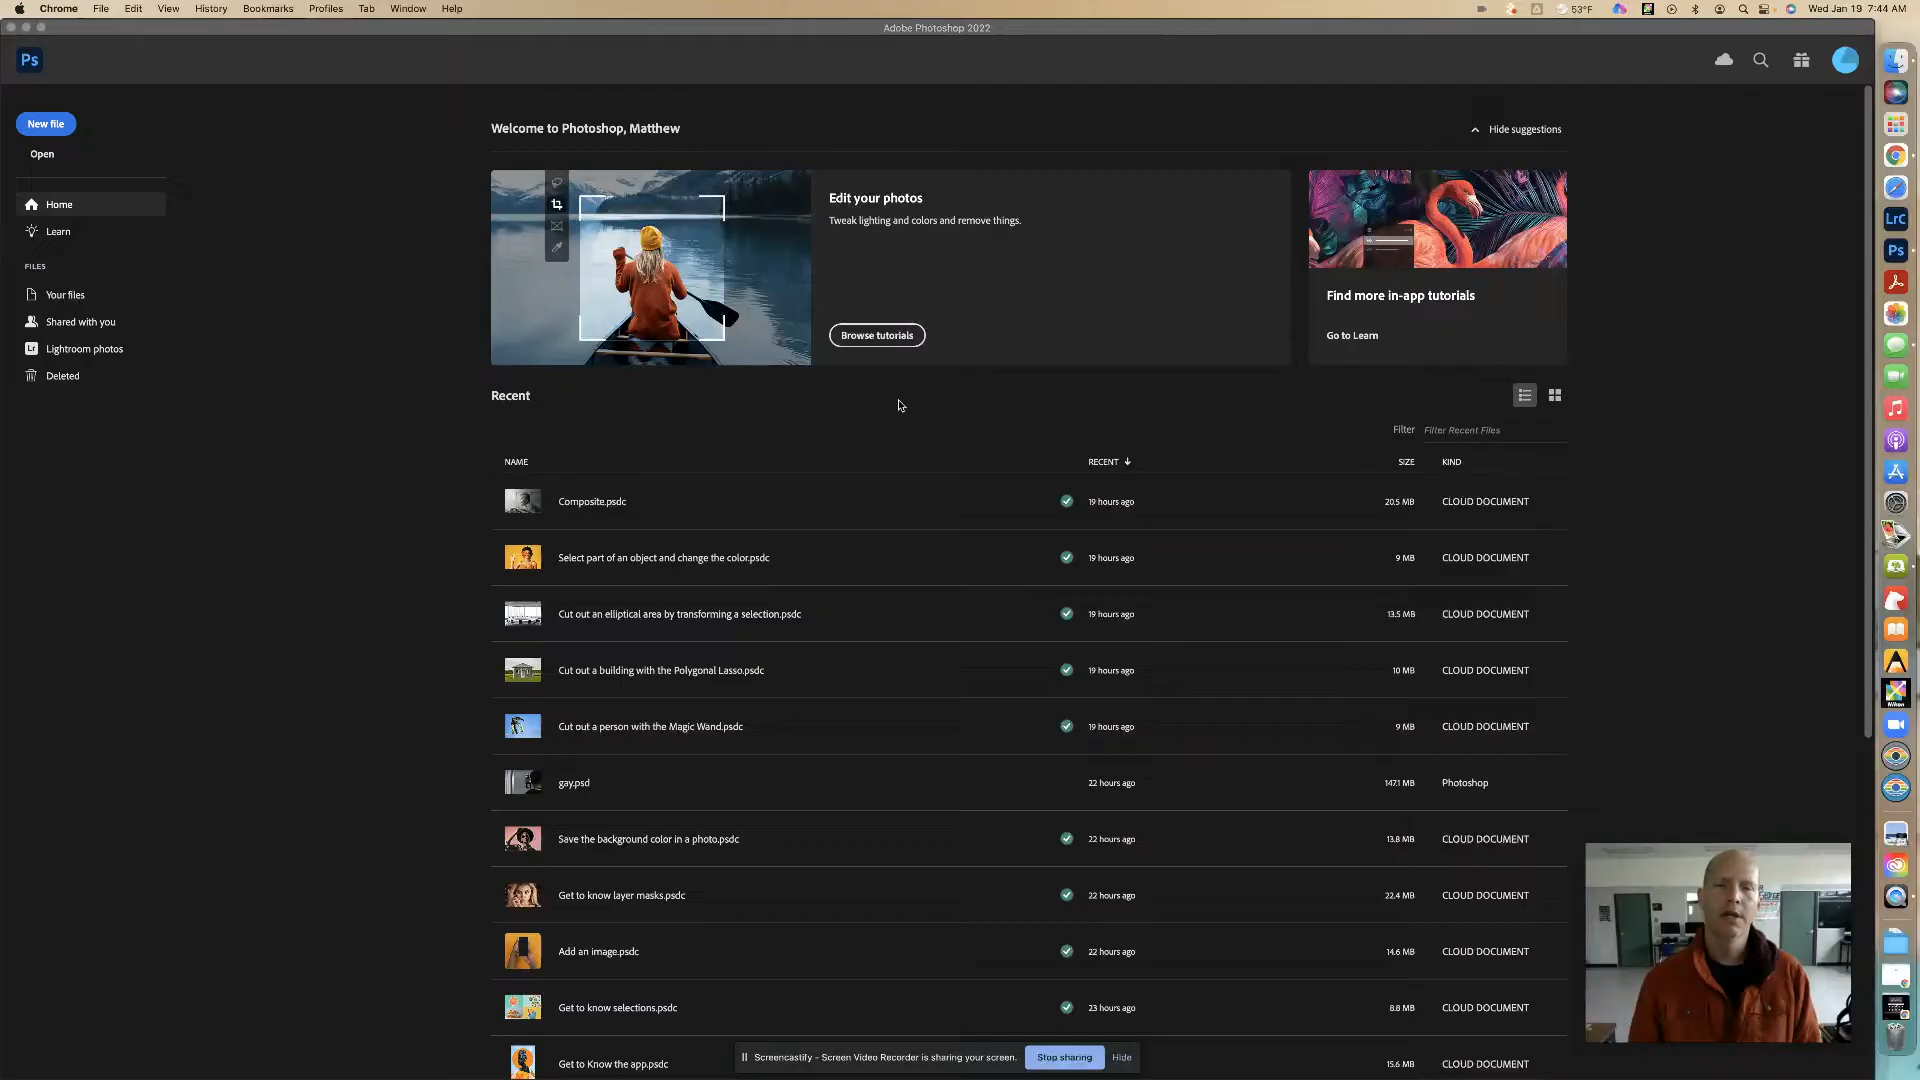 Chrome File Edit View History Bookmarks Profiles Tab Window Help 53°F Wed Jan 19 7:44 AM
Adobe Photoshop 2022
Ps
New file
Open
Home
Learn
FILES
Your files
Shared with you
Lr Lightroom photos
Deleted
Welcome to Photoshop, Matthew
Hide suggestions
Edit your photos
Tweak lighting and colors and remove things.
Browse tutorials
Find more in-app tutorials
Go to Learn
Recent
Filter Filter Recent Files
NAME RECENT SIZE KIND
Composite.psdc 19 hours ago 20.5 MB CLOUD DOCUMENT
Select part of an object and change the color.psdc 19 hours ago 9 MB CLOUD DOCUMENT
Cut out an elliptical area by transforming a selection.psdc 19 hours ago 13.5 MB CLOUD DOCUMENT
Cut out a building with the Polygonal Lasso.psdc 19 hours ago 10 MB CLOUD DOCUMENT
Cut out a person with the Magic Wand.psdc 19 hours ago 9 MB CLOUD DOCUMENT
gay.psd 22 hours ago 147.1 MB Photoshop
Save the background color in a photo.psdc 22 hours ago 13.8 MB CLOUD DOCUMENT
Get to know layer masks.psdc 22 hours ago 22.4 MB CLOUD DOCUMENT
Add an image.psdc 22 hours ago 14.6 MB CLOUD DOCUMENT
Get to know selections.psdc 23 hours ago 8.8 MB CLOUD DOCUMENT
Get to Know the app.psdc 15.6 MB CLOUD DOCUMENT
Screencastify - Screen Video Recorder is sharing your screen. Stop sharing Hide
LrC
Ps
Nikon